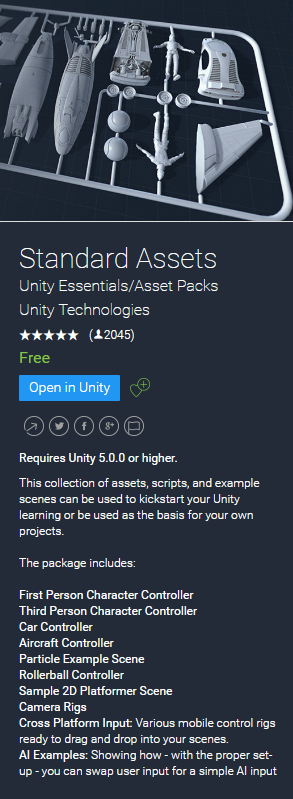 Standard Assets
Unity Essentials/Asset Packs
Unity Technologies
(2045)
Free
Open in Unity
Requires Unity 5.0.0 or higher.
This collection of assets, scripts, and example
scenes can be used to kickstart your Unity
learning or be used as the basis for your own
projects.
The package includes:
First Person Character Controller
Third Person Character Controller
Car Controller
Aircraft Controller
Particle Example Scene
Rollerball Controller
Sample 2D Platformer Scene
Camera Rigs
Cross Platform Input: Various mobile control rigs
ready to drag and drop into your scenes.
AI Examples: Showing how - with the proper set-
up - you can swap user input for a simple AI input